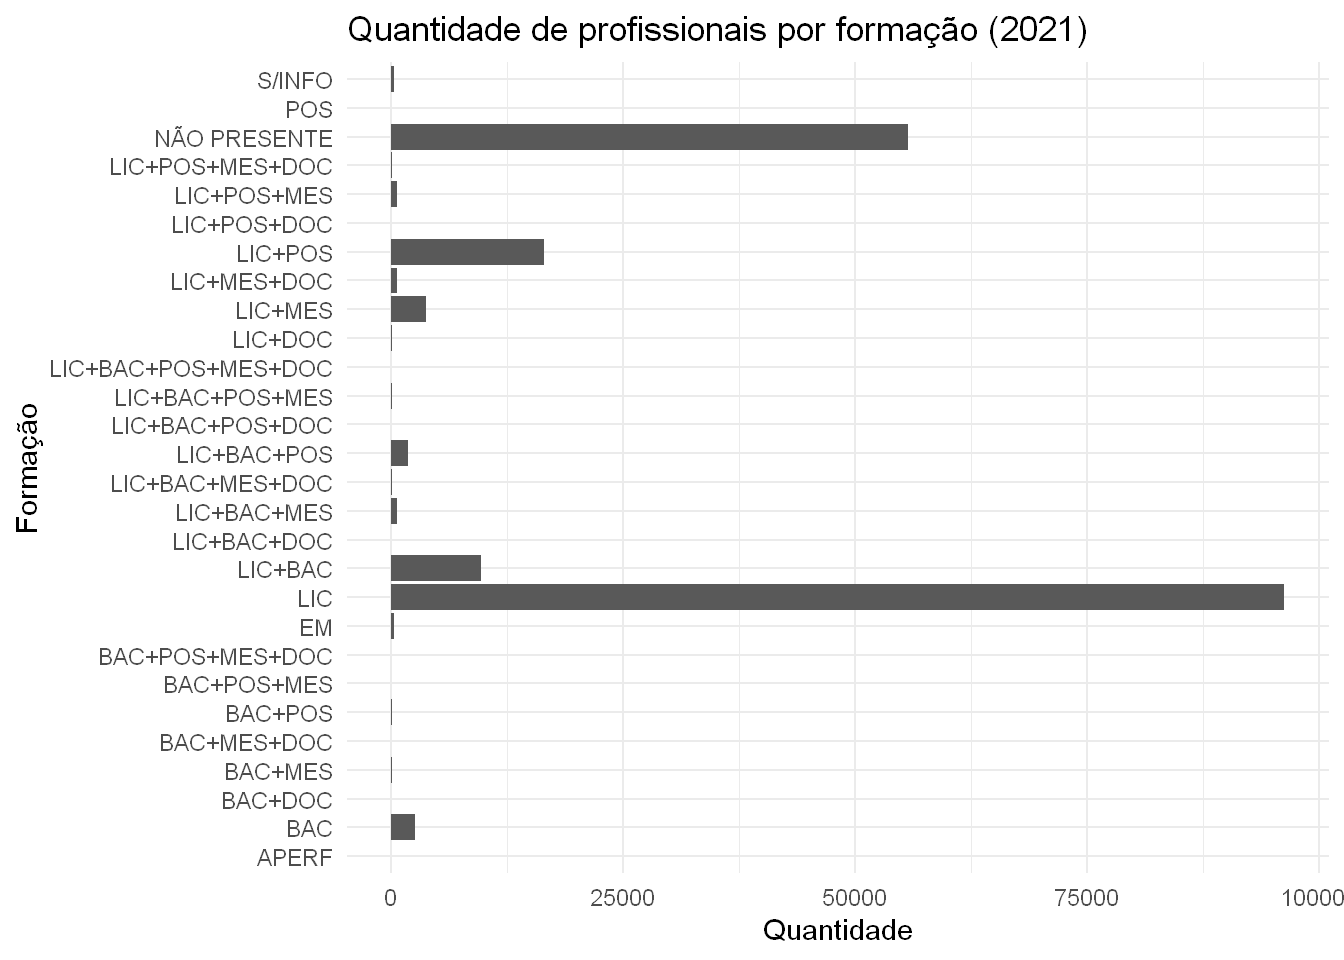 Quantidade de profissionais por formação (2021)
S/INFO
POS
NÃO PRESENTE
LIC+POS+MES+DOC
LIC+POS+MES
LIC+POS+DOC
LIC+POS
LIC+MES+DOC
LIC+MES
LIC+DOC
LIC+BAC+POS+MES+DOC
LIC+BAC+POS+MES
LIC+BAC+POS+DOC
LIC+BAC+POS
LIC+BAC+MES+DOC
LIC+BAC+MES
LIC+BAC+DOC
LIC+BAC
LIC
EM
BAC+POS+MES+DOC
BAC+POS+MES
BAC+POS
BAC+MES+DOC
BAC+MES
BAC+DOC
BAC
APERF
Formação
0 25000 50000 75000 10000
Quantidade